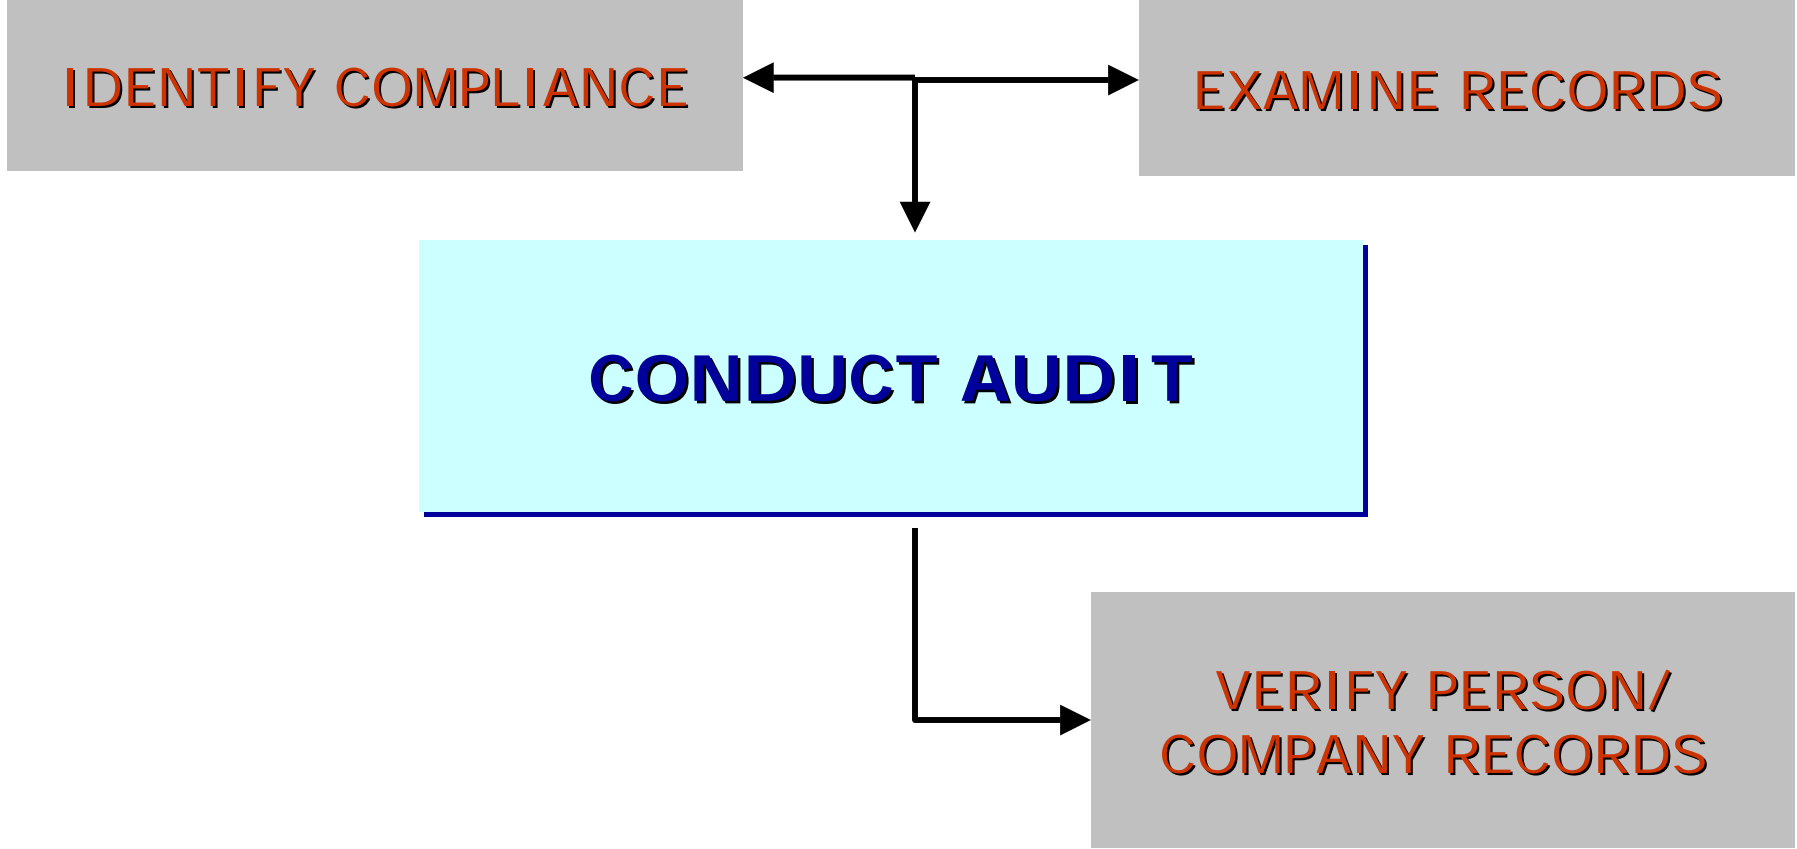 IDENTIFY COMPLIANCE
EXAMINE RECORDS
CONDUCT AUDIT
VERIFY PERSON/
COMPANY RECORDS